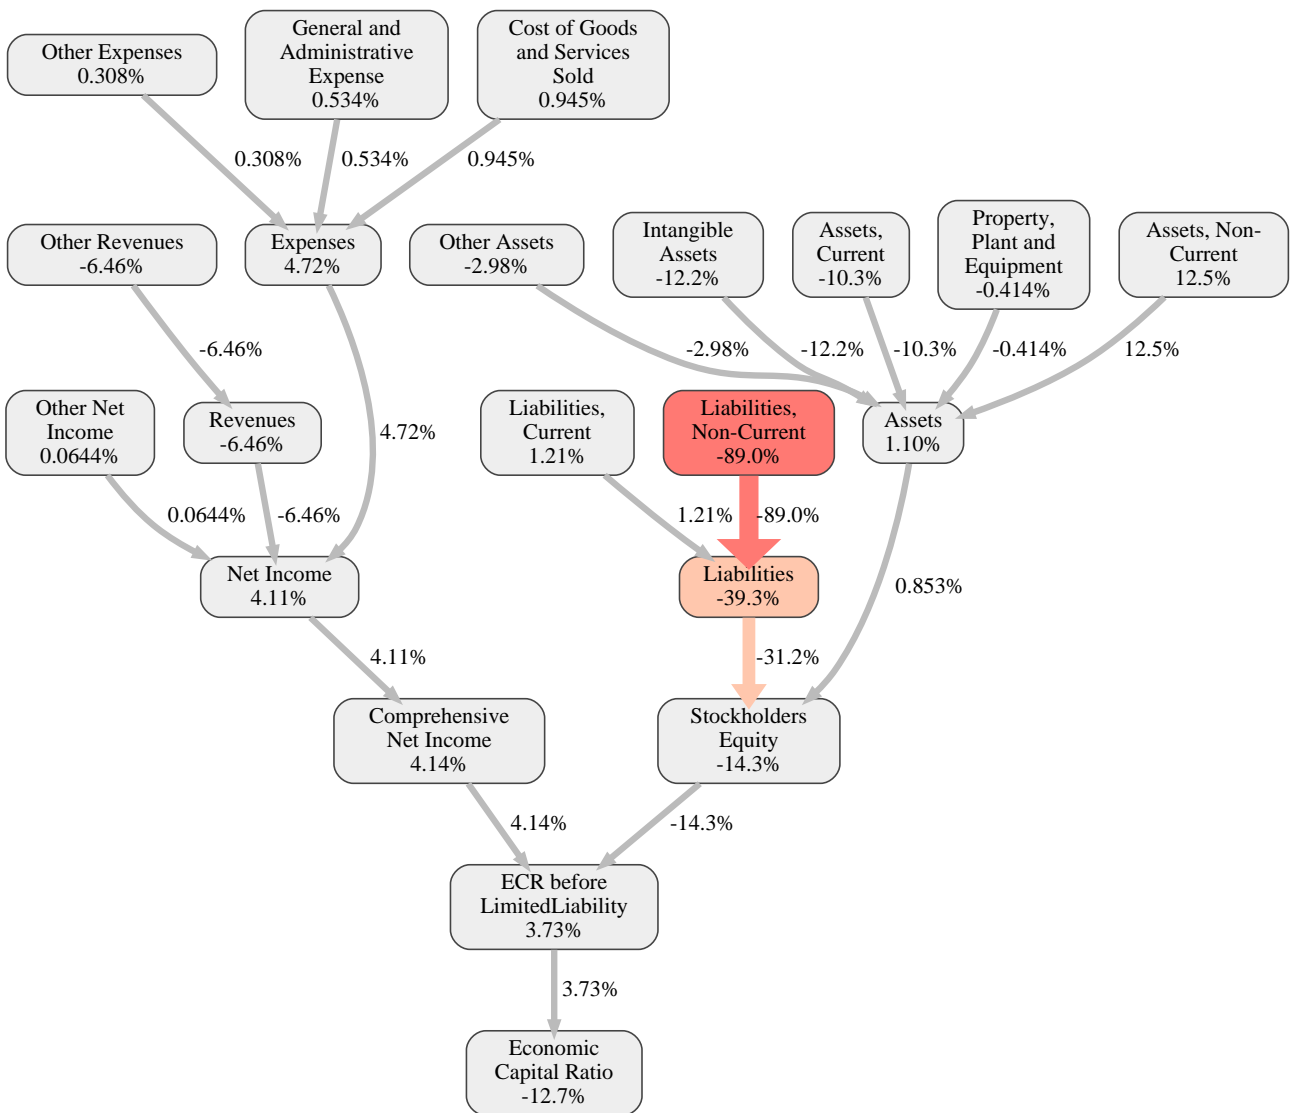 Other Expenses
0.308%
General and
Administrative
Expense
0.534%
Cost of Goods
and Services
Sold
0.945%
0.308%
0.534%
0.945%
Other Revenues
-6.46%
Expenses
4.72%
Other Assets
-2.98%
Intangible
Assets
-12.2%
Assets,
Current
-10.3%
Property,
Plant and
Equipment
-0.414%
Assets, Non-
Current
12.5%
-6.46%
-2.98%
-12.2%
-10.3%
-0.414%
12.5%
Other Net
Income
0.0644%
Revenues
-6.46%
4.72%
Liabilities,
Current
1.21%
Liabilities,
Non-Current
-89.0%
Assets
1.10%
0.0644%
-6.46%
1.21%
-89.0%
Net Income
4.11%
Liabilities
-39.3%
0.853%
4.11%
-31.2%
Comprehensive
Net Income
4.14%
Stockholders
Equity
-14.3%
4.14%
-14.3%
ECR before
LimitedLiability
3.73%
3.73%
Economic
Capital Ratio
-12.7%